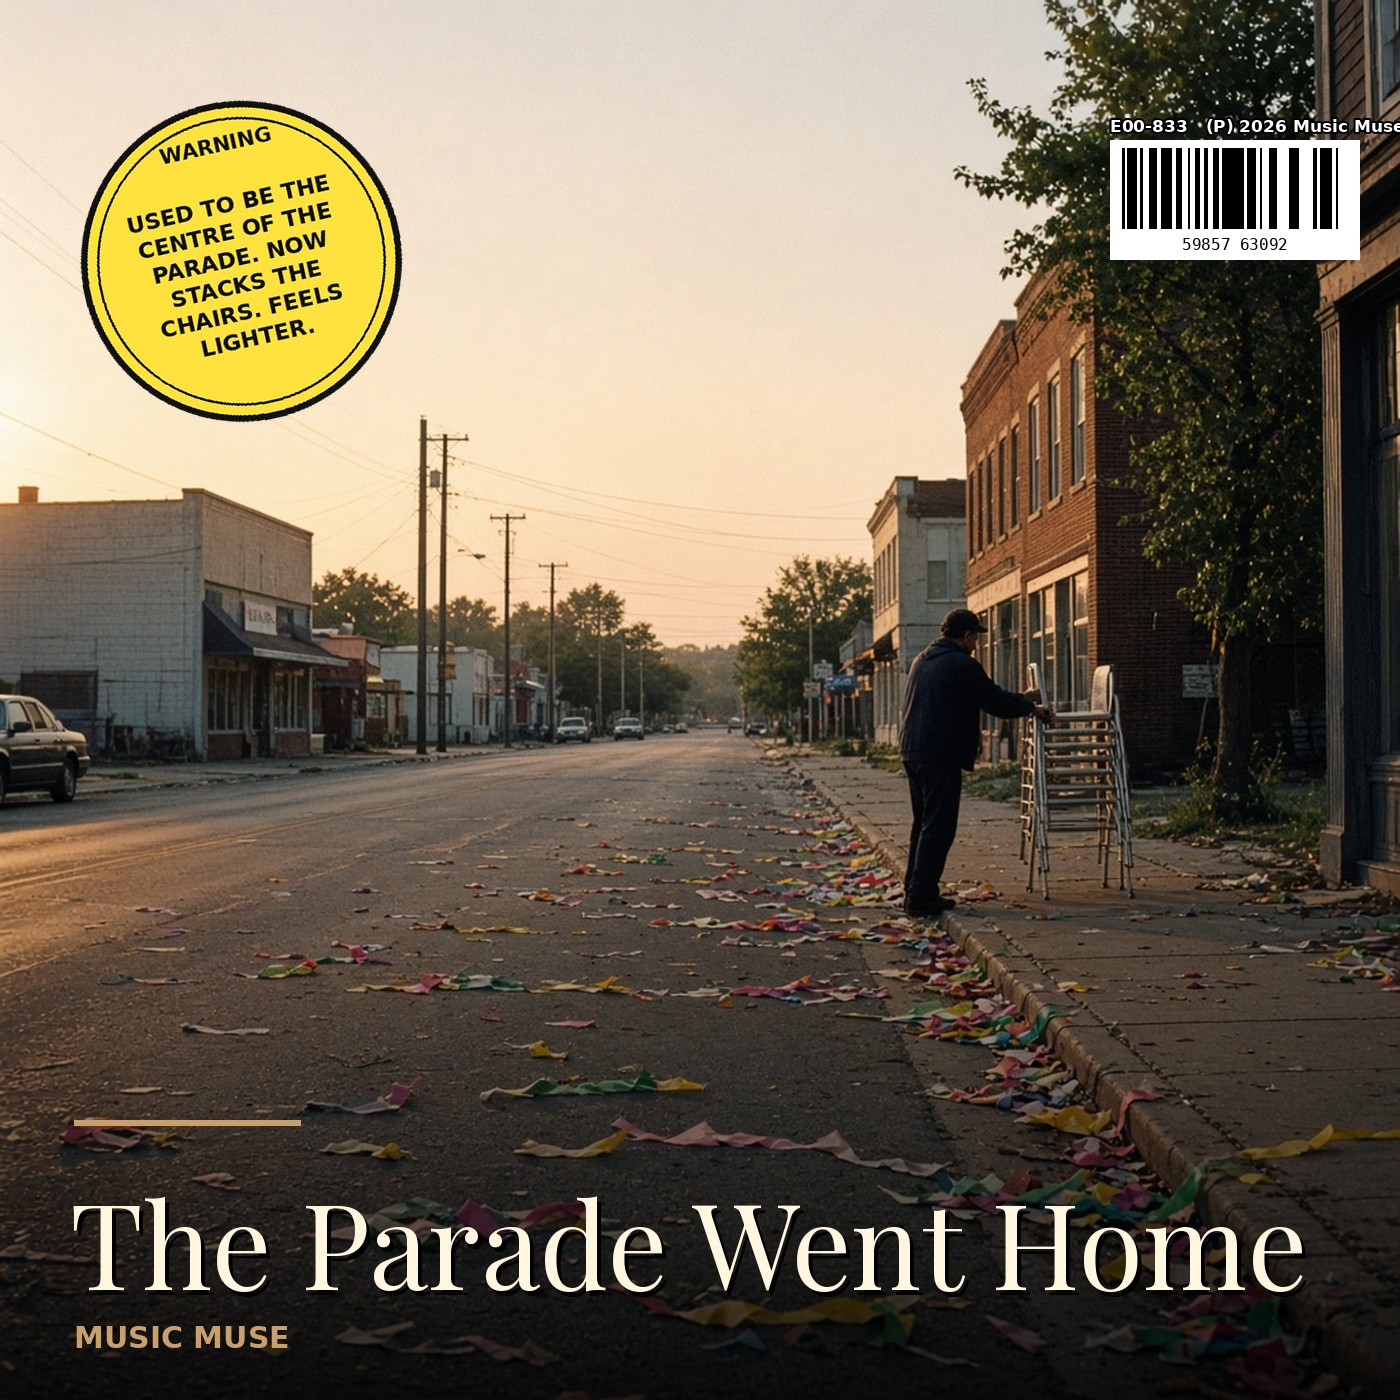 WARNING
USED TO BE THE
CENTRE OF THE
PARADE. NOW
STACKS THE
CHAIRS. FEELS
LIGHTER.
E00-833 (P) 2026 Music Muse
59857 63092
The Parade Went Home
MUSIC MUSE